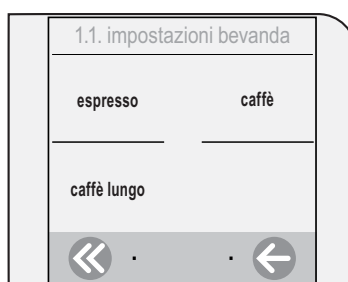 1.1. impostazioni bevanda
espresso caffè
caffè lungo